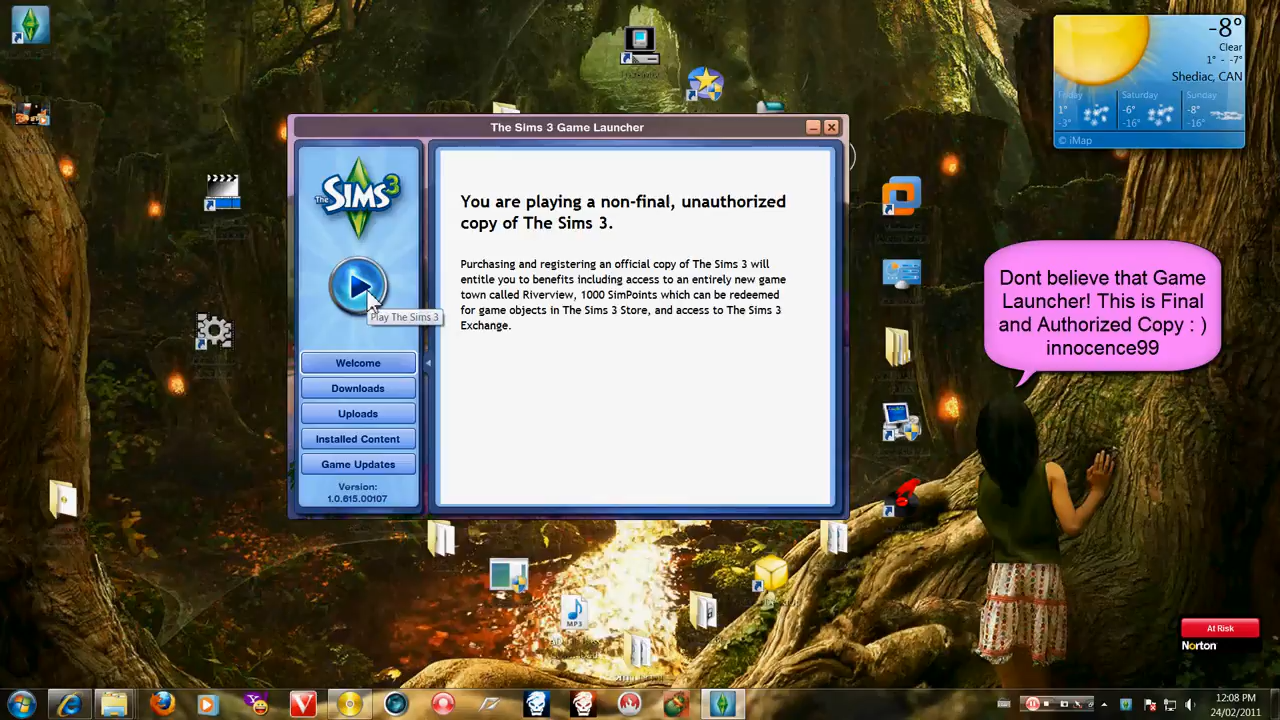 -8°
Clear
1° - -7°
Shediac, CAN
Friday Saturday Sunday
1° -6° -8°
-3° -16° -16°
© iMap
The Sims 3 Game Launcher
The SIMS 3
You are playing a non-final, unauthorized
copy of The Sims 3.
Purchasing and registering an official copy of The Sims 3 will
entitle you to benefits including access to an entirely new game
town called Riverview, 1000 SimPoints which can be redeemed
for game objects in The Sims 3 Store, and access to The Sims 3
Exchange.
Play The Sims 3
Welcome
Downloads
Uploads
Installed Content
Game Updates
Version:
1.0.615.00107
Dont believe that Game
Launcher! This is Final
and Authorized Copy : )
innocence99
MP3
At Risk
Norton
12:08 PM
24/02/2011